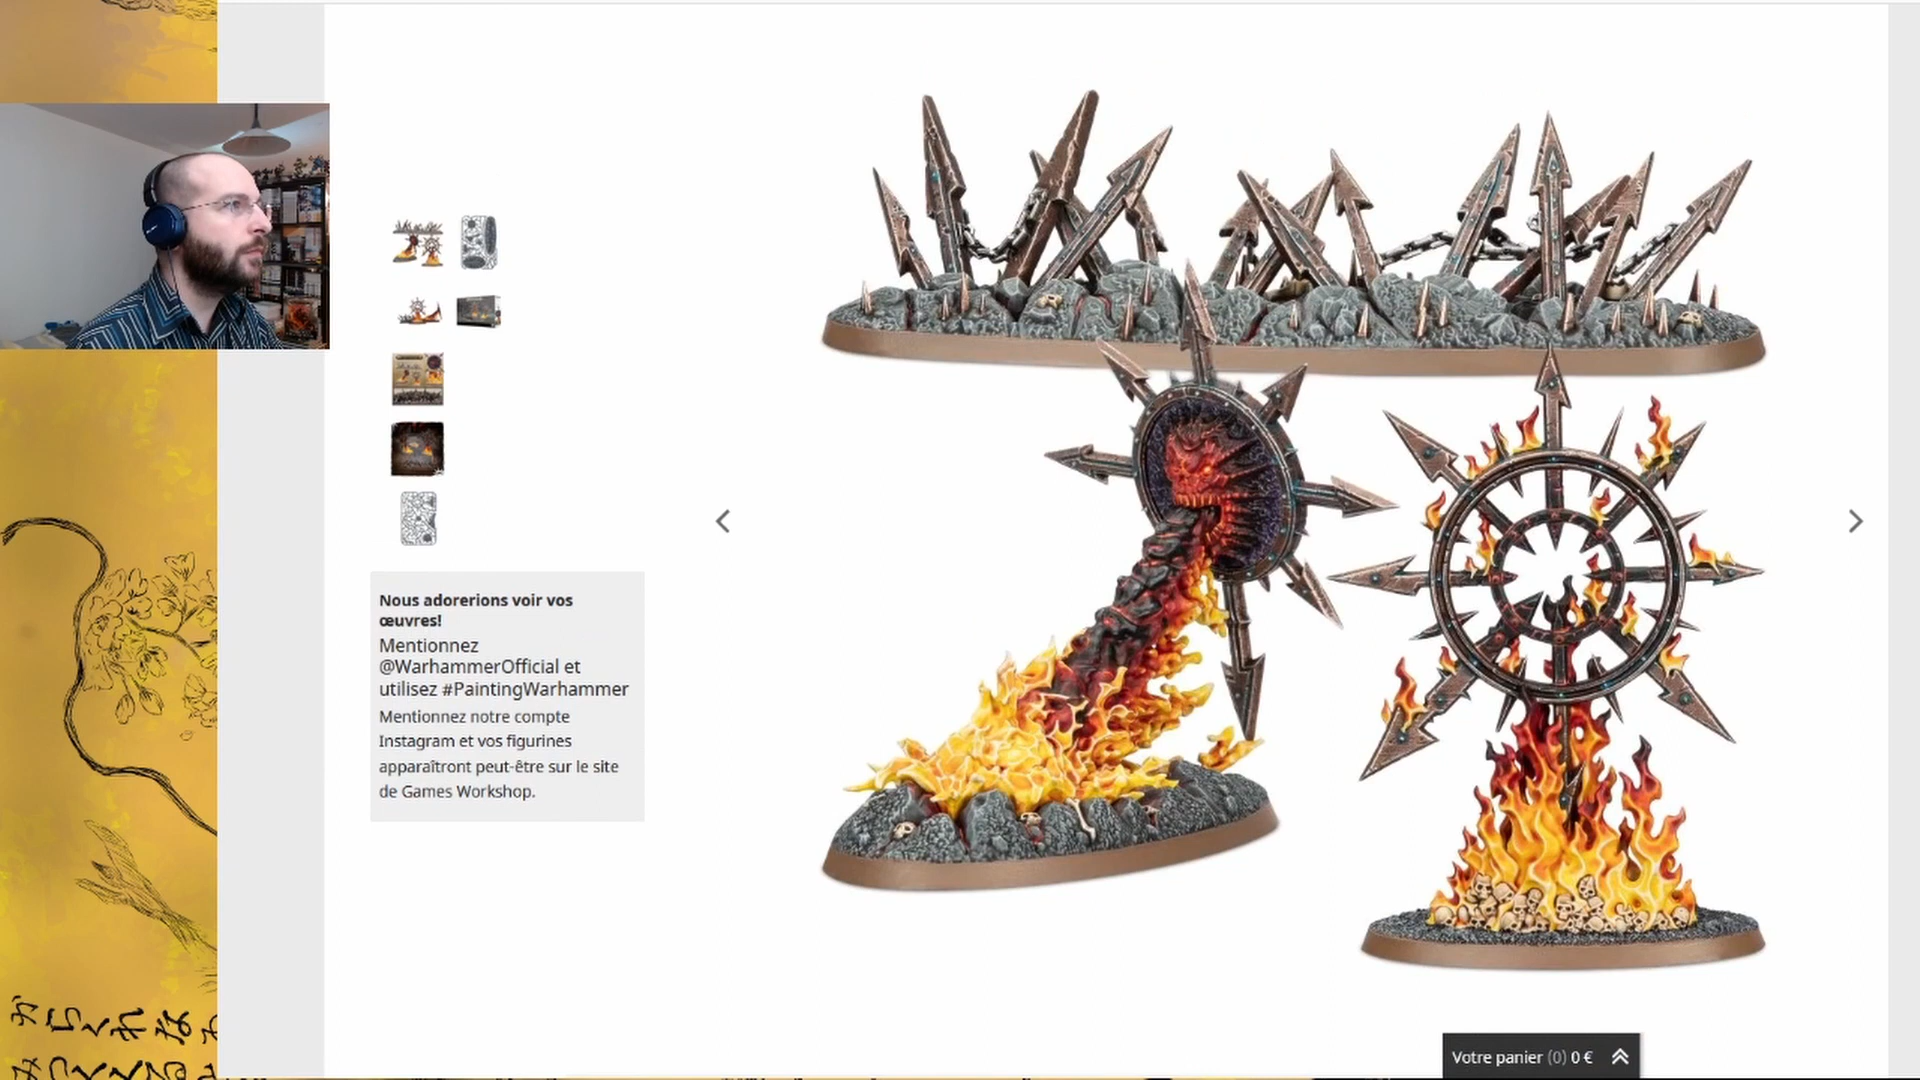 Nous adorerions voir vos
œuvres!
Mentionnez
@WarhammerOfficial et
utilisez #PaintingWarhammer
Mentionnez notre compte
Instagram et vos figurines
apparaîtront peut-être sur le site
de Games Workshop.
Votre panier (0) 0 €